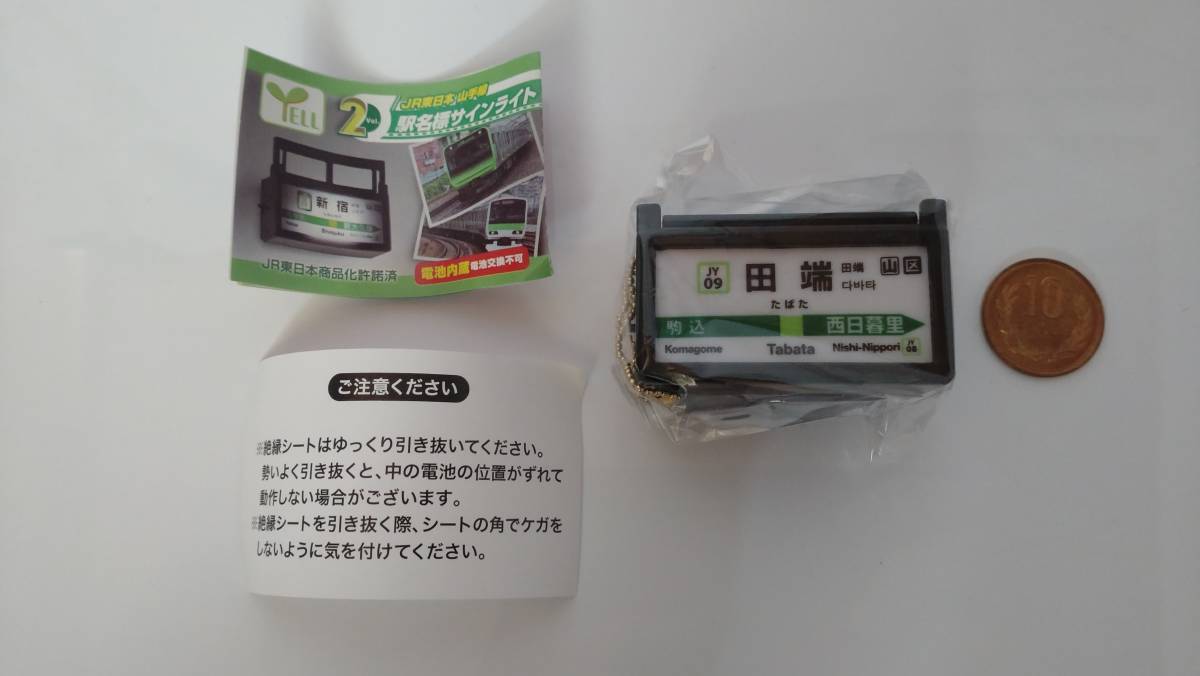 YELL
2 Vol.
JR東日本 山手線
駅名標サインライト
新宿
Shinjuku
JR東日本商品化許諾済
電池内蔵 電池交換不可
ご注意ください
※絶縁シートはゆっくり引き抜いてください。
勢いよく引き抜くと、中の電池の位置がずれて
動作しない場合がございます。
※絶縁シートを引き抜く際、シートの角でケガを
しないように気を付けてください。
JY
09
田端
田端
다바타
山 区
たばた
駒込
西日暮里
Komagome
Tabata
Nishi-Nippori
JY
08
10